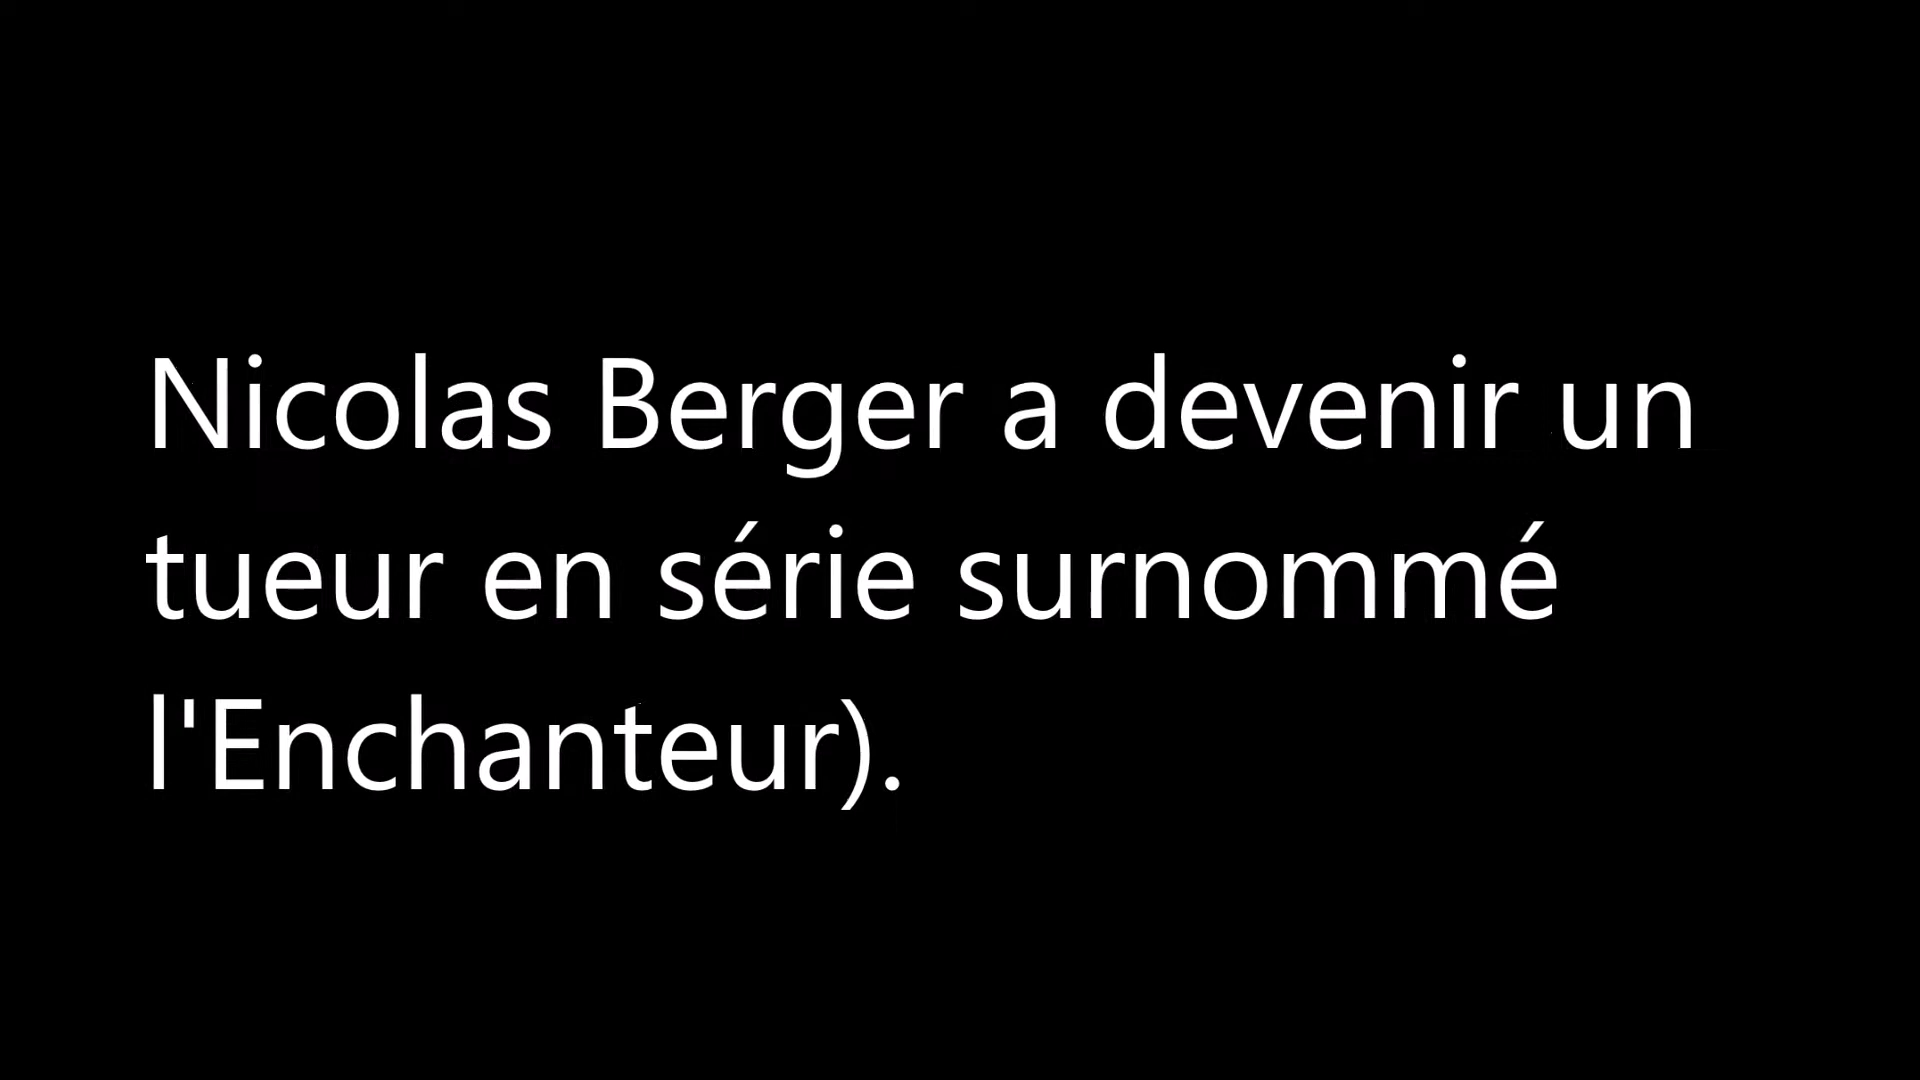 Nicolas Berger a devenir un
tueur en série surnommé
l'Enchanteur).